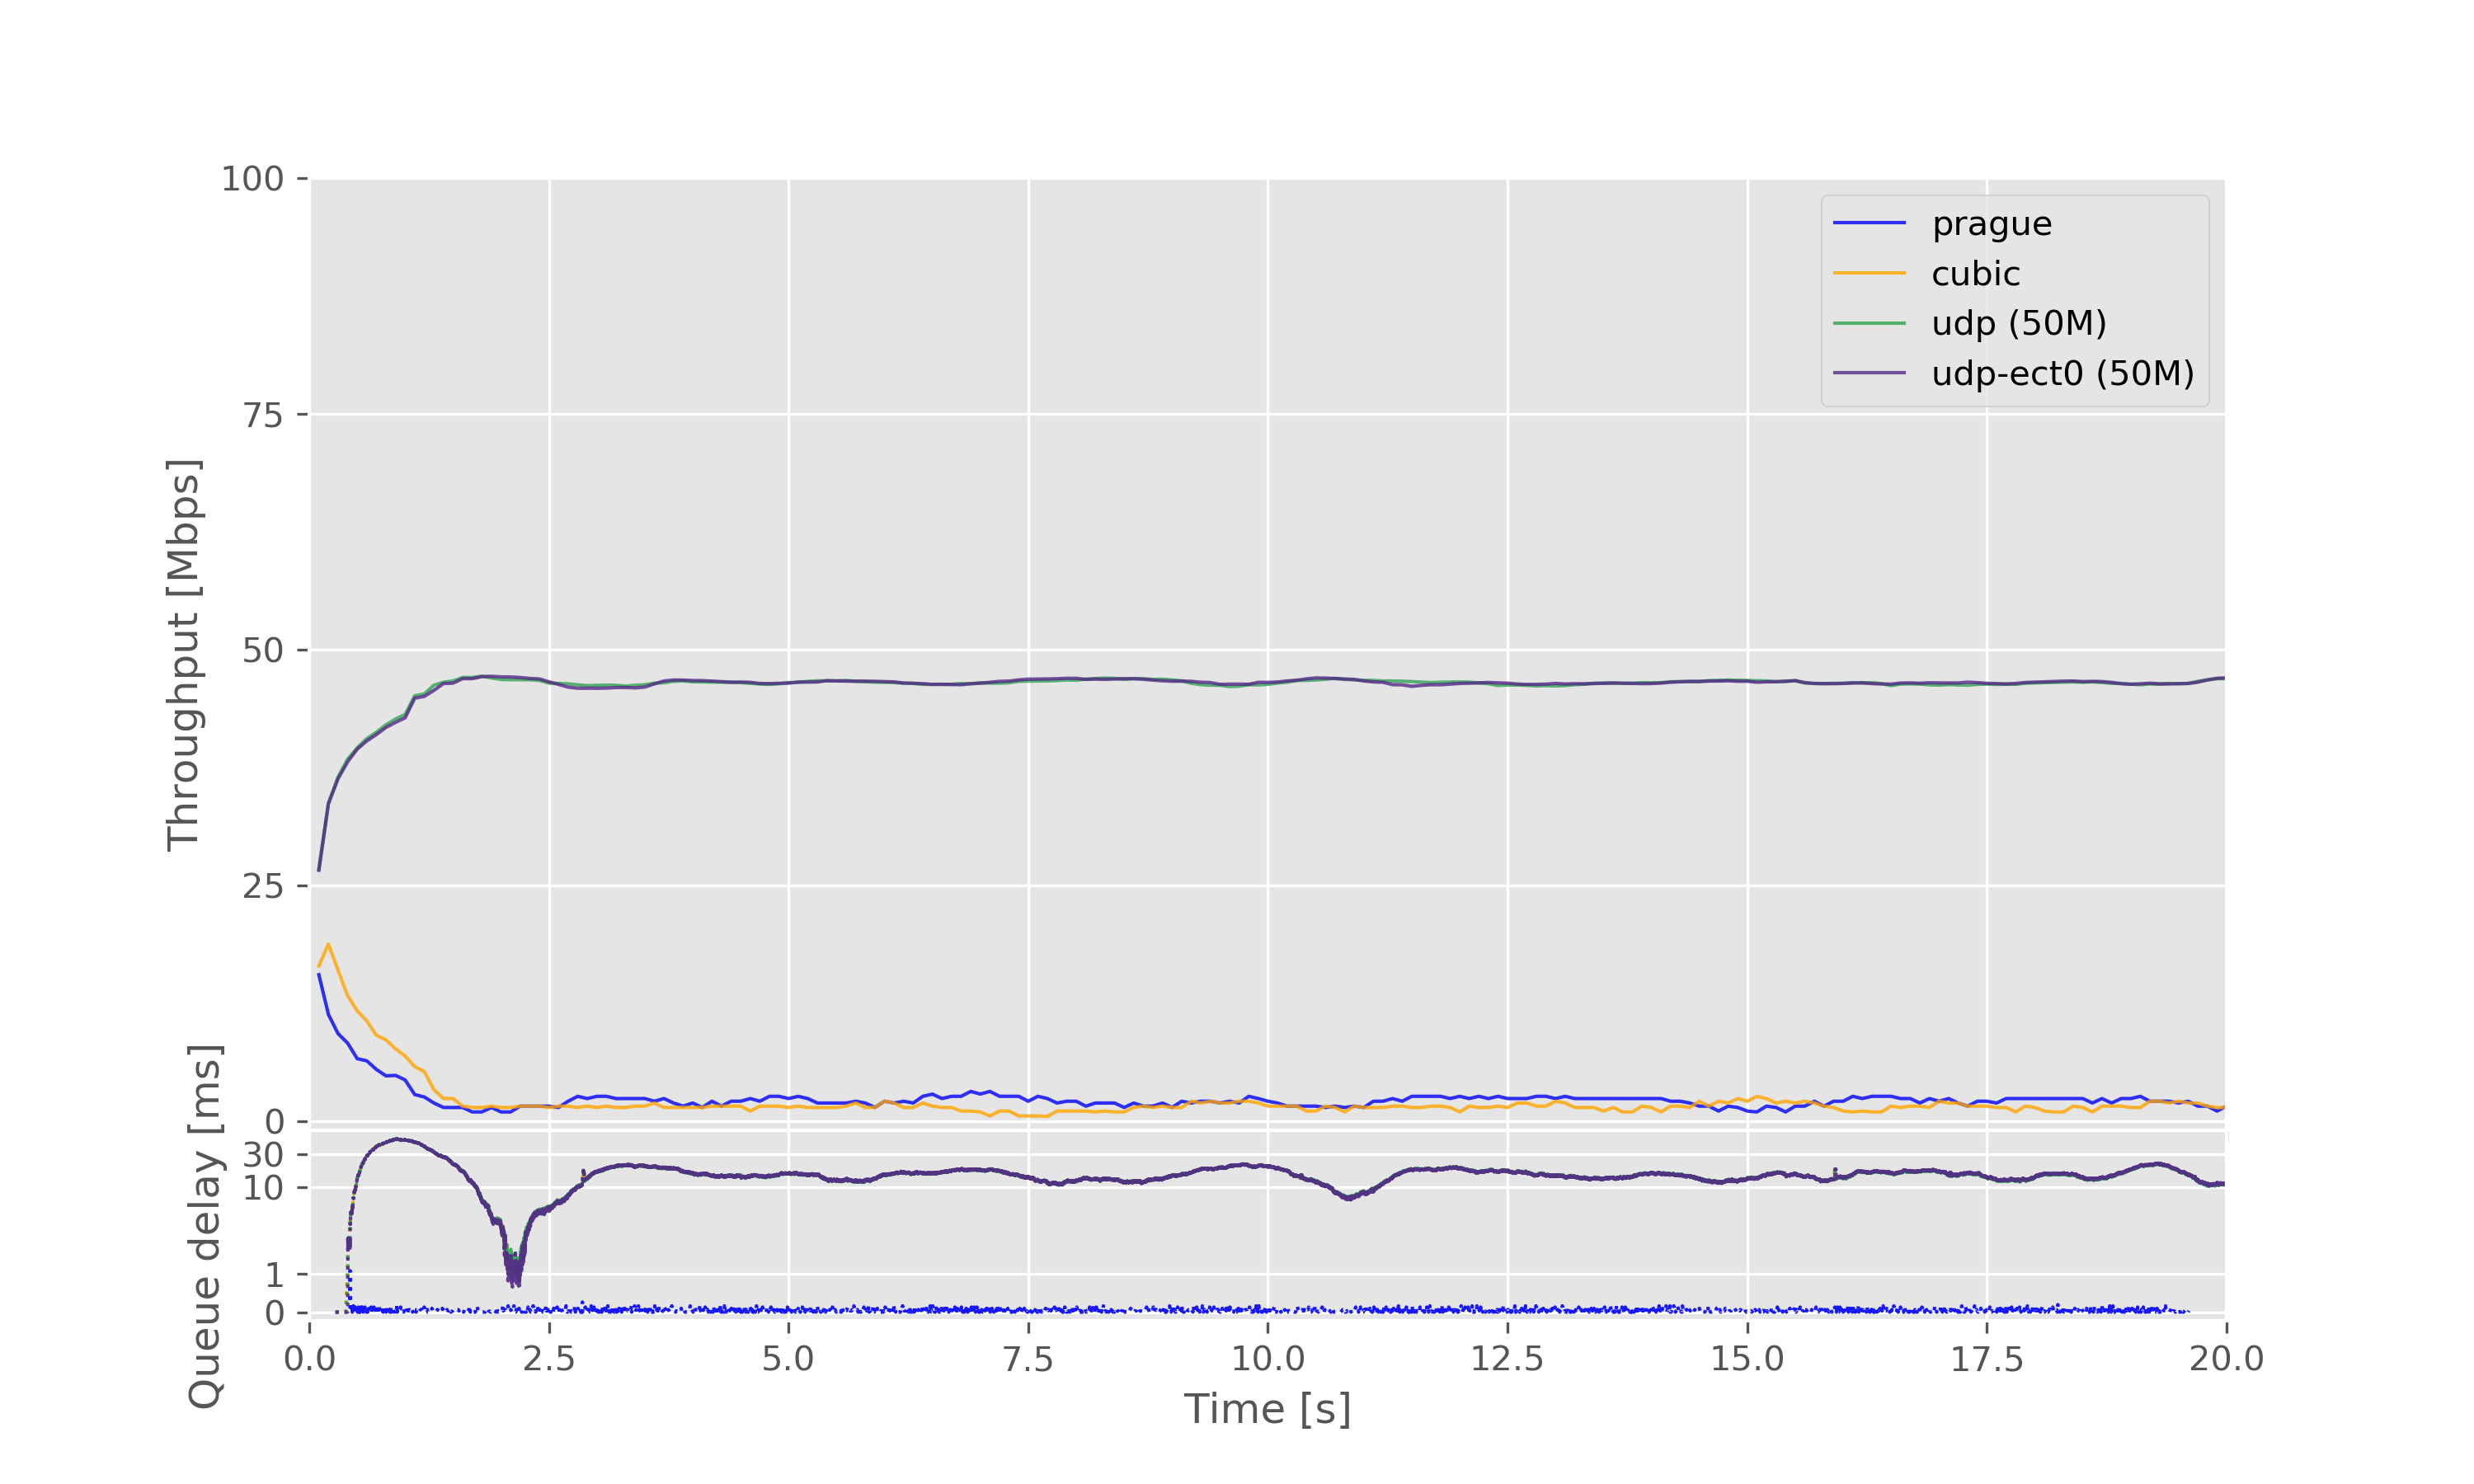 100
75
50
25
0
Throughput [Mbps]
prague
cubic
udp (50M)
udp-ect0 (50M)
30
10
1
0
Queue delay [ms]
0.0 2.5 5.0 7.5 10.0 12.5 15.0 17.5 20.0
Time [s]